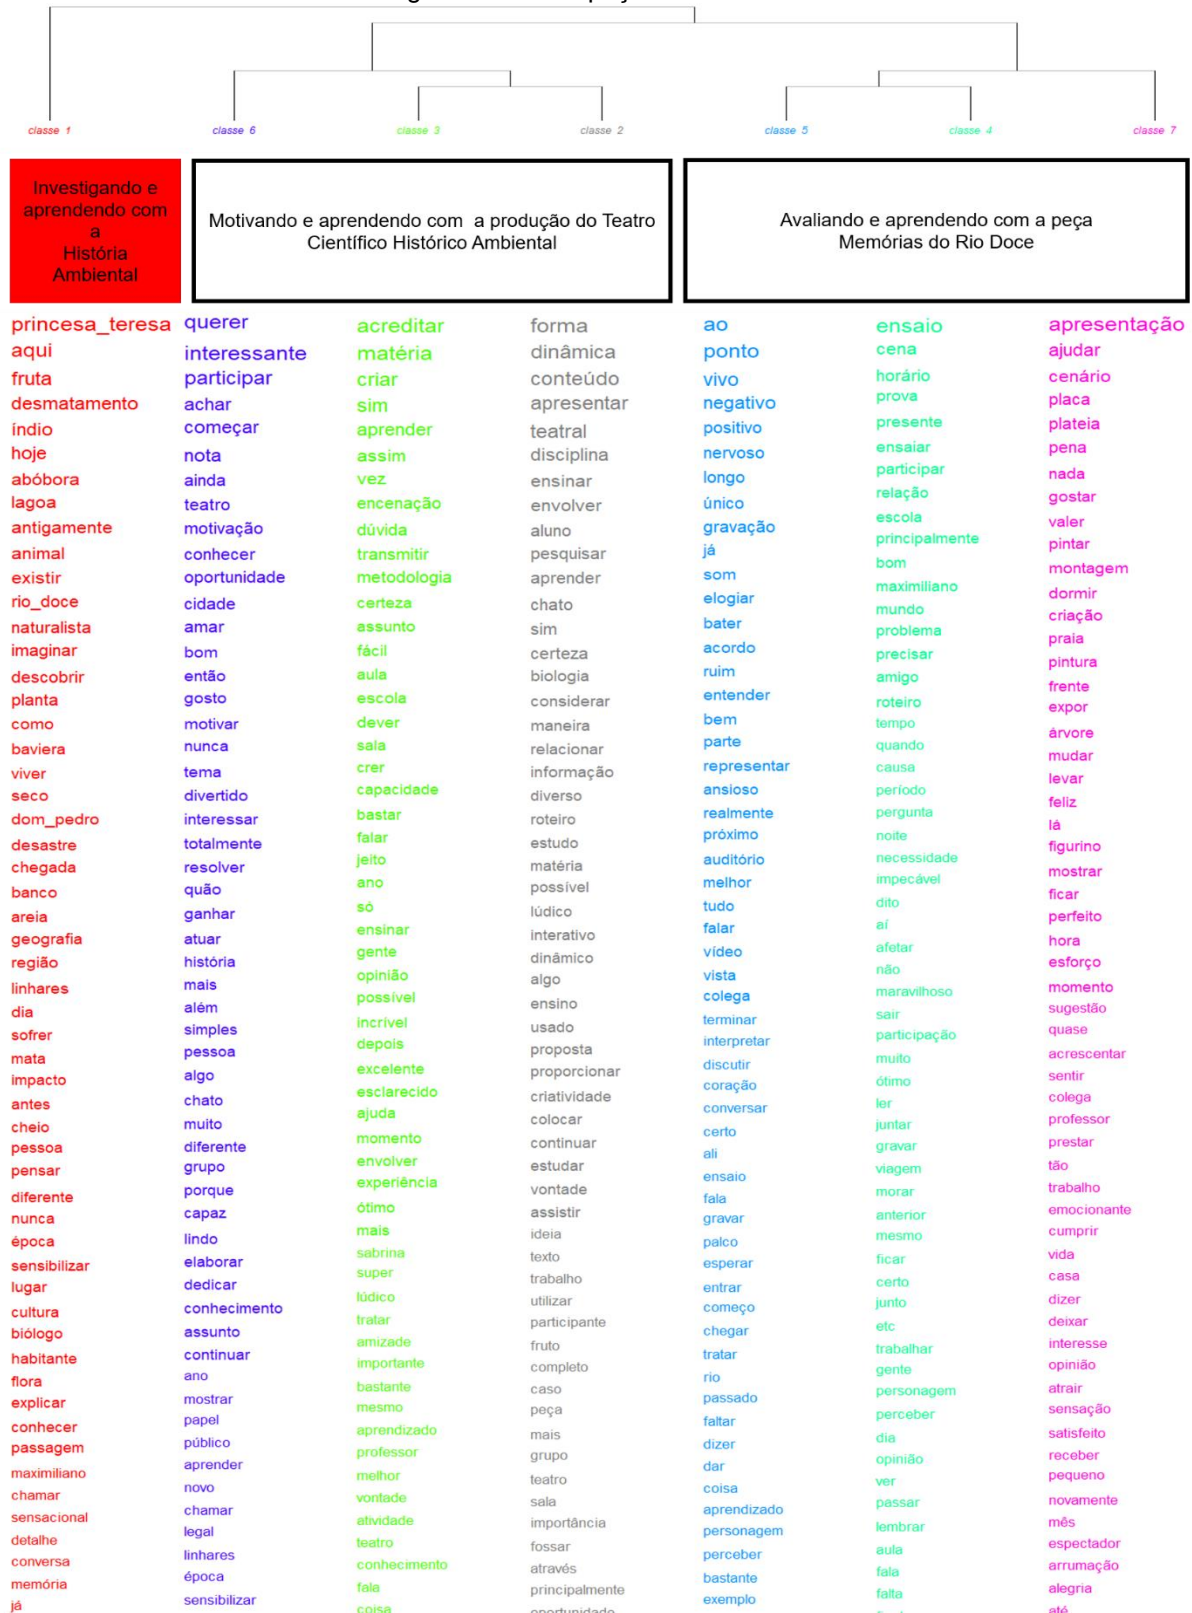 classe 1
classe 6
classe 3
classe 2
classe 5
classe 4
classe 7
Investigando e
aprendendo com
a
História
Ambiental
Motivando e aprendendo com a produção do Teatro
Científico Histórico Ambiental
Avaliando e aprendendo com a peça
Memórias do Rio Doce
princesa_teresa
aqui
fruta
desmatamento
índio
hoje
abóbora
lagoa
antigamente
animal
existir
rio_doce
naturalista
imaginar
descobrir
planta
como
baviera
viver
seco
dom_pedro
desastre
chegada
banco
areia
geografia
região
linhares
dia
sofrer
mata
impacto
antes
cheio
pessoa
pensar
diferente
nunca
época
sensibilizar
lugar
cultura
biólogo
habitante
flora
explicar
conhecer
passagem
maximiliano
chamar
sensacional
detalhe
conversa
memória
já
querer
interessante
participar
achar
começar
nota
ainda
teatro
motivação
conhecer
oportunidade
cidade
amar
bom
então
gosto
motivar
nunca
tema
divertido
interessar
totalmente
resolver
quão
ganhar
atuar
história
mais
além
simples
pessoa
algo
chato
muito
diferente
grupo
porque
capaz
lindo
elaborar
dedicar
conhecimento
assunto
continuar
ano
mostrar
papel
público
aprender
novo
chamar
legal
linhares
época
sensibilizar
acreditar
matéria
criar
sim
aprender
assim
vez
encenação
dúvida
transmitir
metodologia
certeza
assunto
fácil
aula
escola
dever
sala
crer
capacidade
bastar
falar
jeito
ano
só
ensinar
gente
opinião
possível
incrível
depois
excelente
esclarecido
ajuda
momento
envolver
experiência
ótimo
mais
sabrina
super
lúdico
tratar
amizade
importante
bastante
mesmo
aprendizado
professor
melhor
vontade
atividade
teatro
conhecimento
fala
coisa
forma
dinâmica
conteúdo
apresentar
teatral
disciplina
ensinar
envolver
aluno
pesquisar
aprender
chato
sim
certeza
biologia
considerar
maneira
relacionar
informação
diverso
roteiro
estudo
matéria
possível
lúdico
interativo
dinâmico
algo
ensino
usado
proposta
proporcionar
criatividade
colocar
continuar
estudar
vontade
assistir
ideia
texto
trabalho
utilizar
participante
fruto
completo
caso
peça
mais
grupo
teatro
sala
importância
fossar
através
principalmente
oportunidade
ao
ponto
vivo
negativo
positivo
nervoso
longo
único
gravação
já
som
elogiar
bater
acordo
ruim
entender
bem
parte
representar
ansioso
realmente
próximo
auditório
melhor
tudo
falar
vídeo
vista
colega
terminar
interpretar
discutir
coração
conversar
certo
ali
ensaio
fala
gravar
palco
esperar
entrar
começo
chegar
tratar
rio
passado
faltar
dizer
dar
coisa
aprendizado
personagem
perceber
bastante
exemplo
ensaio
cena
horário
prova
presente
ensaiar
participar
relação
escola
principalmente
bom
maximiliano
mundo
problema
precisar
amigo
roteiro
tempo
quando
causa
período
pergunta
noite
necessidade
impecável
dito
aí
afetar
não
maravilhoso
sair
participação
muito
ótimo
ler
juntar
gravar
viagem
morar
anterior
mesmo
ficar
certo
junto
etc
trabalhar
gente
personagem
perceber
dia
opinião
ver
passar
lembrar
aula
fala
falta
apresentação
ajudar
cenário
placa
plateia
pena
nada
gostar
valer
pintar
montagem
dormir
criação
praia
pintura
frente
expor
árvore
mudar
levar
feliz
lá
figurino
mostrar
ficar
perfeito
hora
esforço
momento
sugestão
quase
acrescentar
sentir
colega
professor
prestar
tão
trabalho
emocionante
cumprir
vida
casa
dizer
deixar
interesse
opinião
atrair
sensação
satisfeito
receber
pequeno
novamente
mês
espectador
arrumação
alegria
até